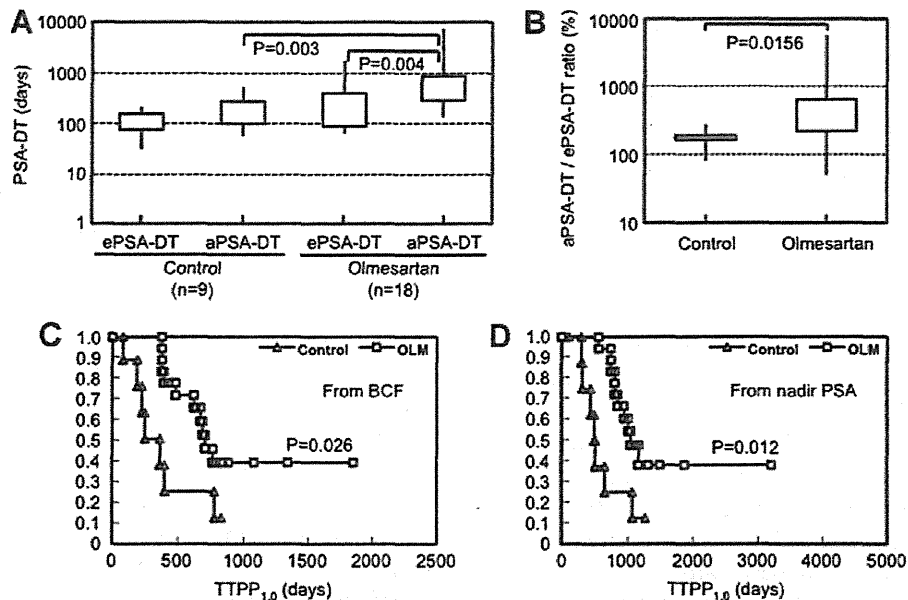 A
PSA-DT (days)
10000
1000
100
10
1
P=0.003
P=0.004
ePSA-DT aPSA-DT ePSA-DT aPSA-DT
Control Olmesartan
(n=9) (n=18)
B
aPSA-DT / ePSA-DT ratio (%)
10000
1000
100
10
P=0.0156
Control Olmesartan
C
1.0
0.9
0.8
0.7
0.6
0.5
0.4
0.3
0.2
0.1
0
Control OLM
From BCF
P=0.026
0 500 1000 1500 2000 2500
TTPP1.0 (days)
D
1.0
0.9
0.8
0.7
0.6
0.5
0.4
0.3
0.2
0.1
0
Control OLM
From nadir PSA
P=0.012
0 1000 2000 3000 4000 5000
TTPP1.0 (days)